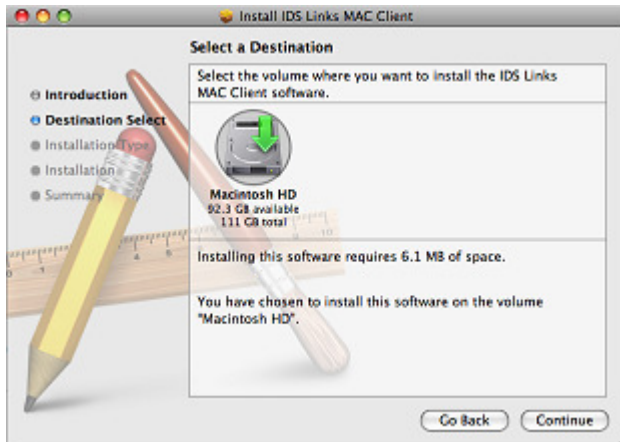 Install IDS Links MAC Client
Select a Destination
Introduction
Destination Select
Installation Type
Installation
Summary
Select the volume where you want to install the IDS Links
MAC Client software.
Macintosh HD
92.3 GB available
111 GB total
Installing this software requires 6.1 MB of space.
You have chosen to install this software on the volume
"Macintosh HD".
Go Back
Continue